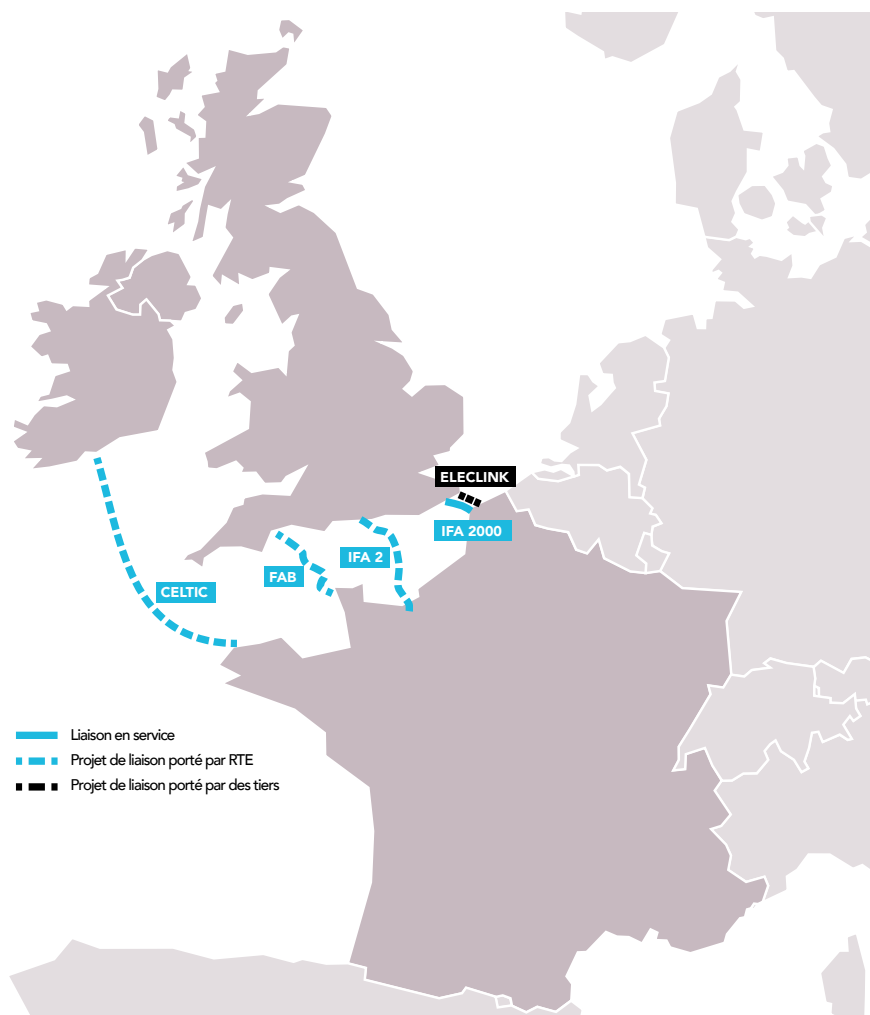 ELECLINK
IFA 2000
IFA 2
FAB
CELTIC
Liaison en service
Projet de liaison porté par RTE
Projet de liaison porté par des tiers